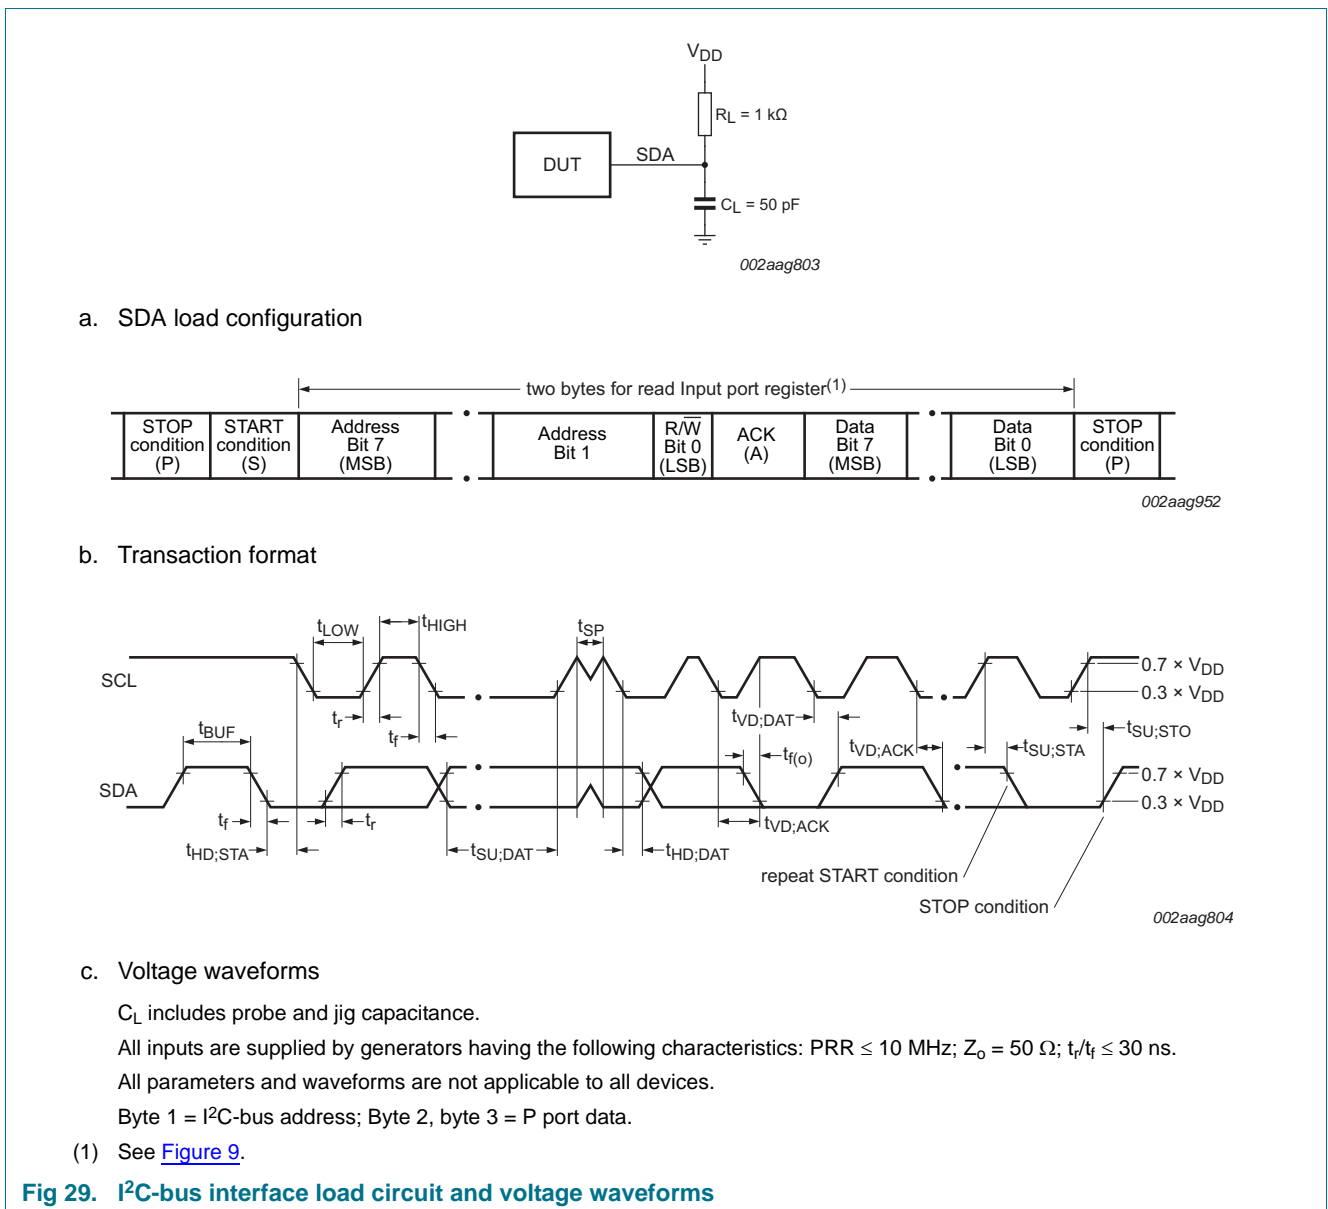 VDD
RL = 1 kΩ
DUT
SDA
CL = 50 pF
002aag803
a. SDA load configuration
two bytes for read Input port register(1)
STOP condition (P)
START condition (S)
Address Bit 7 (MSB)
Address Bit 1
R/W̅ Bit 0 (LSB)
ACK (A)
Data Bit 7 (MSB)
Data Bit 0 (LSB)
STOP condition (P)
002aag952
b. Transaction format
tLOW
tHIGH
tSP
SCL
0.7 × VDD
0.3 × VDD
tr
tf
tBUF
tVD;DAT
tf(o)
tVD;ACK
tSU;STA
tSU;STO
SDA
0.7 × VDD
0.3 × VDD
tf
tr
tVD;ACK
tHD;STA
tSU;DAT
tHD;DAT
repeat START condition
STOP condition
002aag804
c. Voltage waveforms
CL includes probe and jig capacitance.
All inputs are supplied by generators having the following characteristics: PRR ≤ 10 MHz; Zo = 50 Ω; tr/tf ≤ 30 ns.
All parameters and waveforms are not applicable to all devices.
Byte 1 = I²C-bus address; Byte 2, byte 3 = P port data.
(1) See Figure 9.
Fig 29. I²C-bus interface load circuit and voltage waveforms